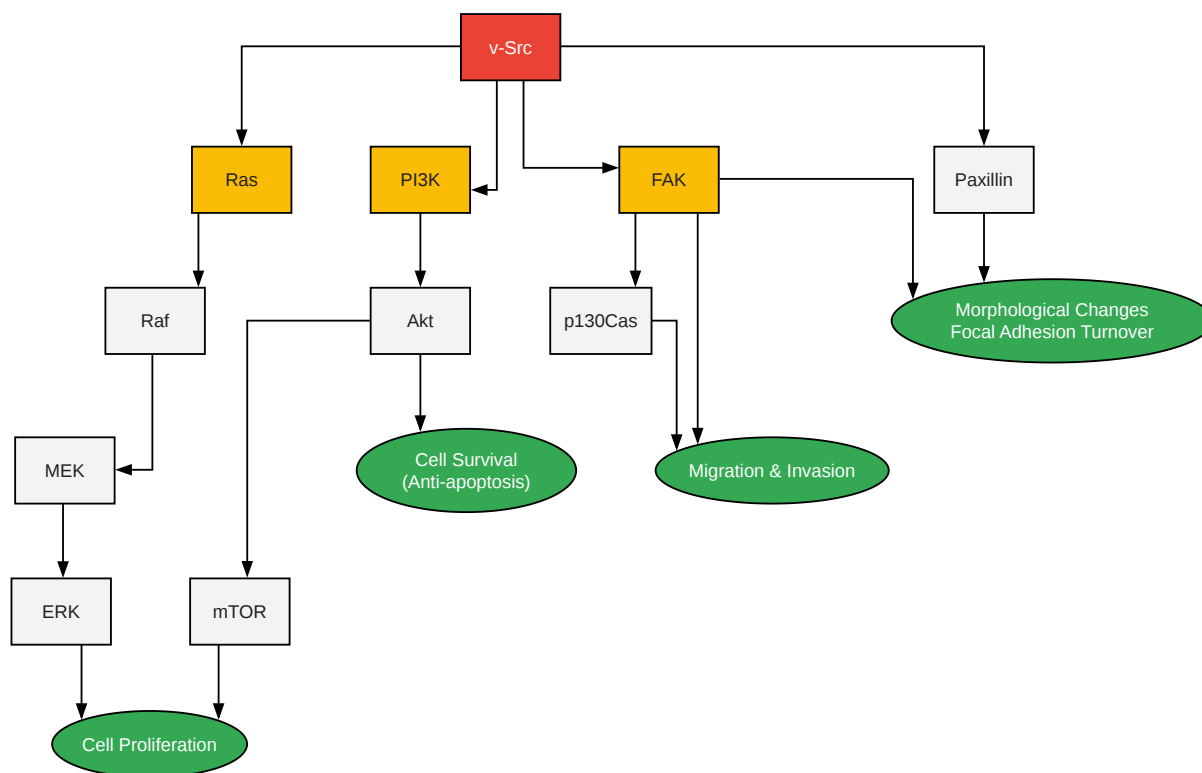 v-Src
Ras
PI3K
FAK
Paxillin
Raf
Akt
p130Cas
Morphological Changes
Focal Adhesion Turnover
MEK
Cell Survival
(Anti-apoptosis)
Migration & Invasion
ERK
mTOR
Cell Proliferation